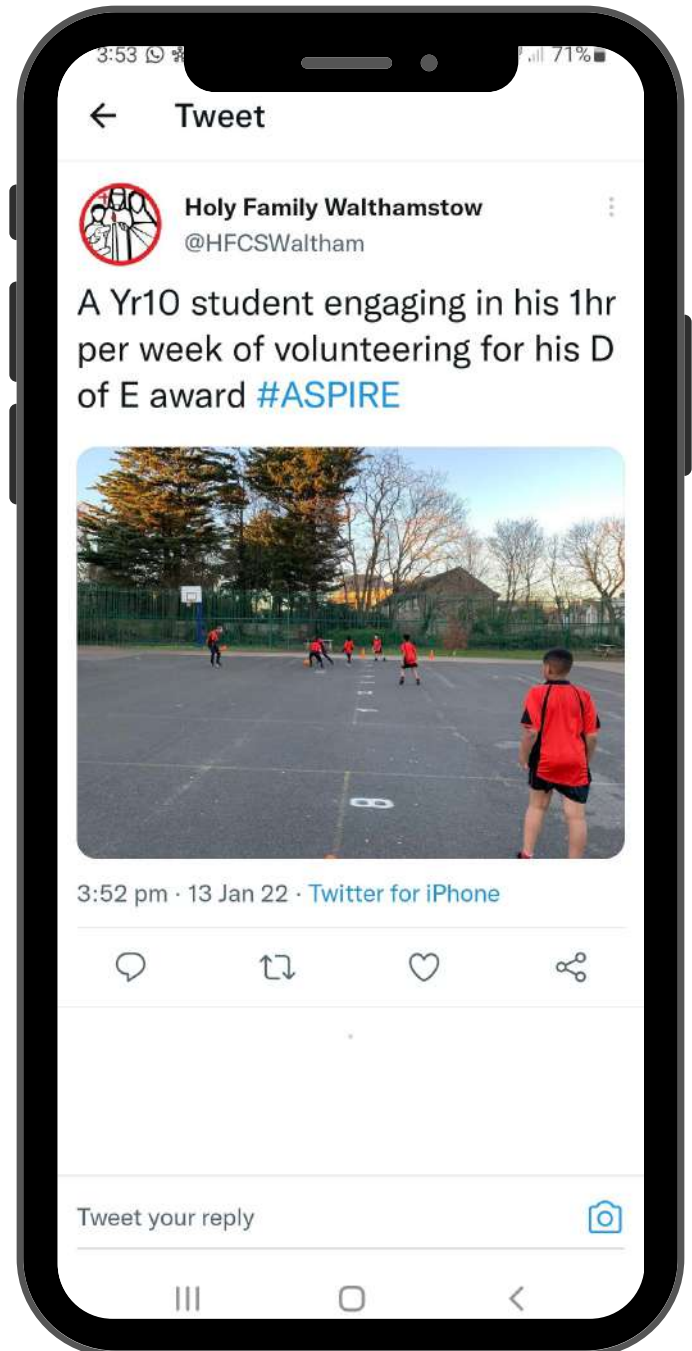 3:53 71%
Tweet
Holy Family Walthamstow
@HFCSWaltham
A Yr10 student engaging in his 1hr
per week of volunteering for his D
of E award #ASPIRE
8
3:52 pm · 13 Jan 22 · Twitter for iPhone
Tweet your reply